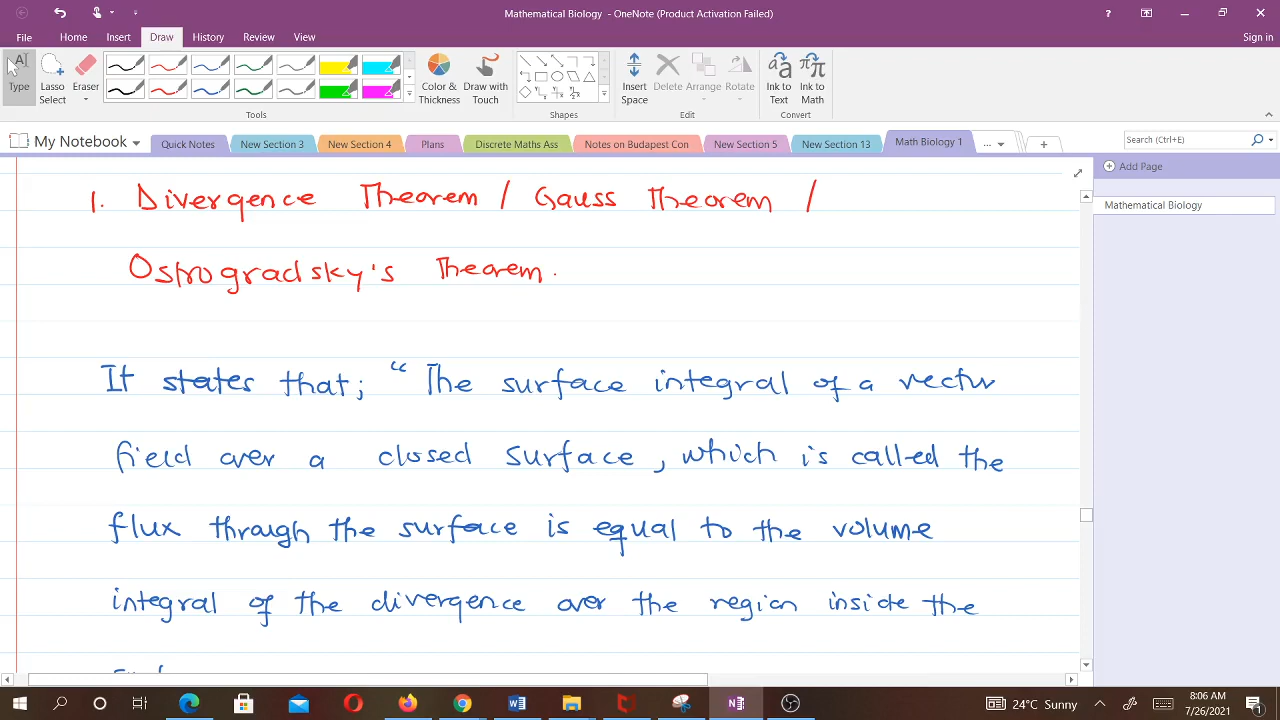 Mathematical Biology - OneNote (Product Activation Failed)
File Home Insert Draw History Review View Sign in
Type Lasso Select Eraser Color & Thickness Draw with Touch Insert Space Delete Arrange Rotate Ink to Text Ink to Math
Tools Shapes Edit Convert
My Notebook Quick Notes New Section 3 New Section 4 Plans Discrete Maths Ass Notes on Budapest Con New Section 5 New Section 13 Math Biology 1 ... Search (Ctrl+E)
Add Page
Mathematical Biology
1. Divergence Theorem / Gauss Theorem /
Ostrogradsky's Theorem.
It states that; “ The surface integral of a vector
field over a closed surface, which is called the
flux through the surface is equal to the volume
integral of the divergence over the region inside the
24°C Sunny
8:06 AM
7/26/2021